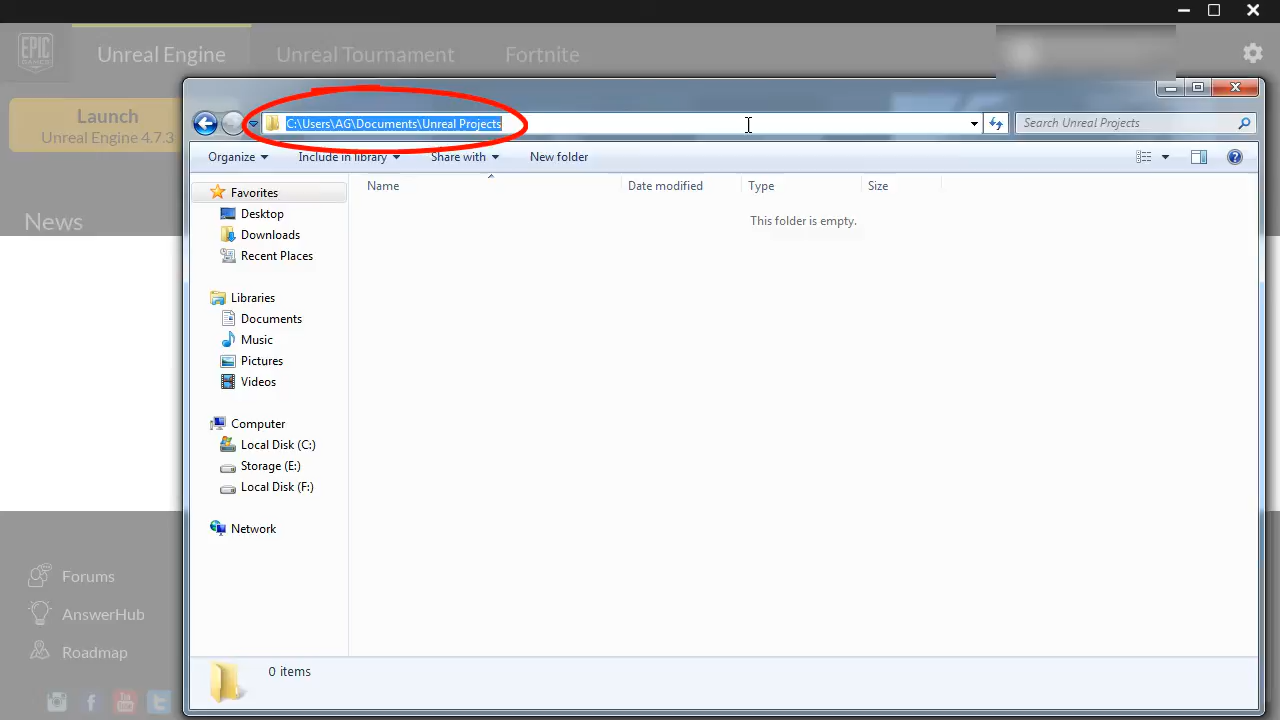 EPIC GAMES
Unreal Engine
Unreal Tournament
Fortnite
Launch
Unreal Engine 4.7.3
News
C:\Users\AG\Documents\Unreal Projects
Search Unreal Projects
Organize
Include in library
Share with
New folder
Name
Date modified
Type
Size
This folder is empty.
Favorites
Desktop
Downloads
Recent Places
Libraries
Documents
Music
Pictures
Videos
Computer
Local Disk (C:)
Storage (E:)
Local Disk (F:)
Network
0 items
Forums
AnswerHub
Roadmap
You
Tube